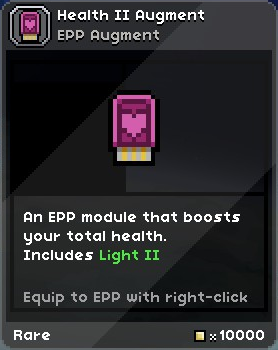 Health II Augment
EPP Augment
An EPP module that boosts
your total health.
Includes Light II
Equip to EPP with right-click
Rare
x10000